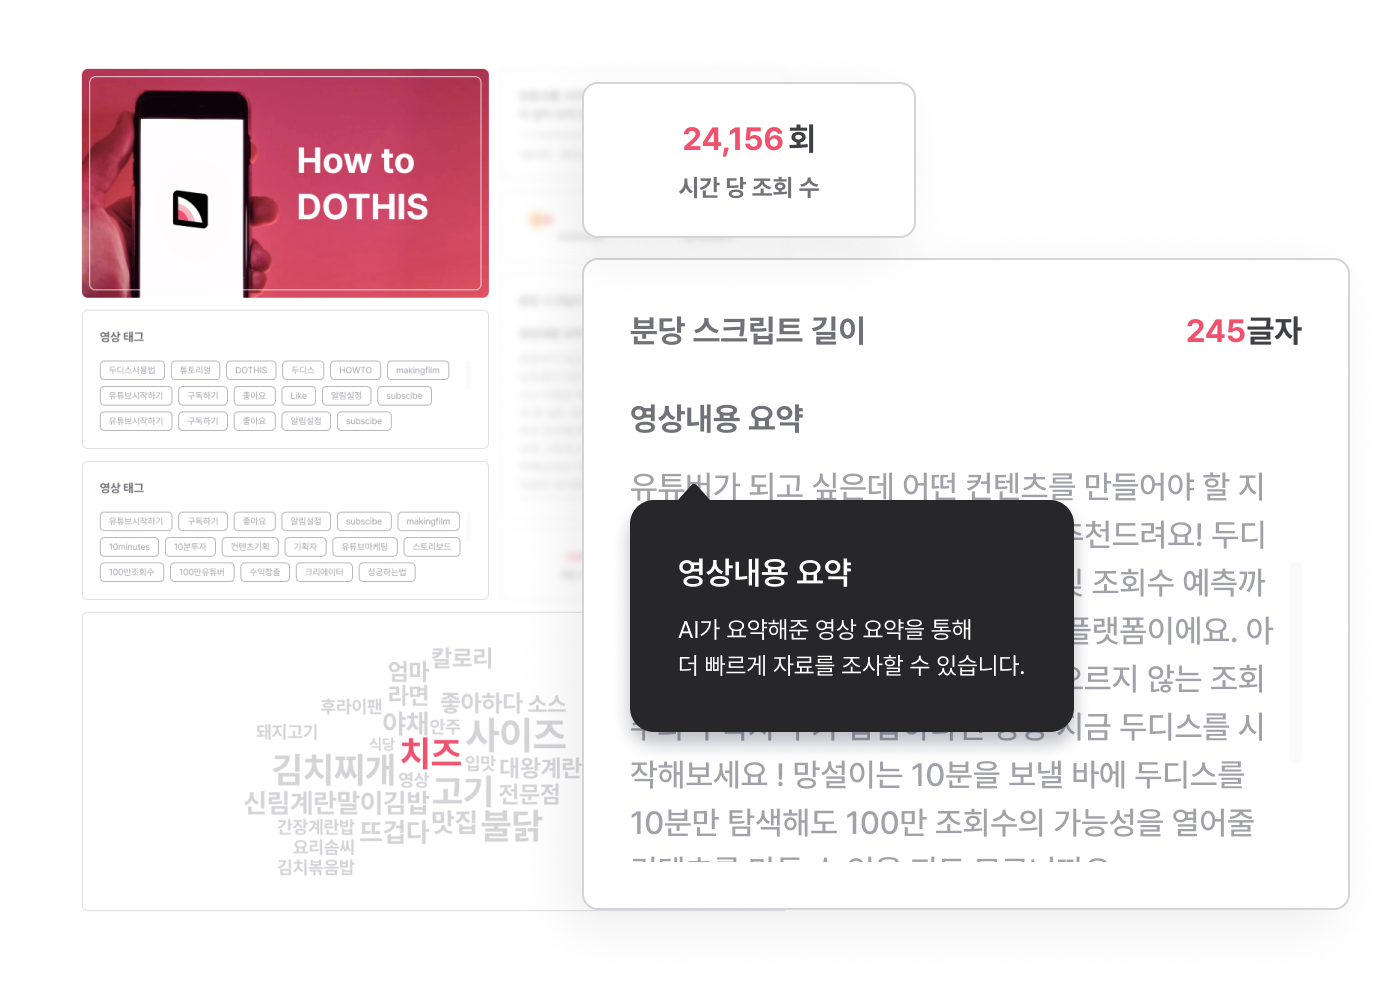 How to
DOTHIS
영상 태그
두디스사용법 튜토리얼 DOTHIS 두디스 HOWTO makingfilm
유튜브시작하기 구독하기 좋아요 Like 알림설정 subscibe
유튜브시작하기 구독하기 좋아요 알림설정 subscibe
영상 태그
유튜브시작하기 구독하기 좋아요 알림설정 subscibe makingfilm
10minutes 10분투자 컨텐츠기획 기획자 유튜브마케팅 스토리보드
100만조회수 100만유튜버 수익창출 크리에이터 성공하는법
엄마 칼로리
후라이팬 라면 좋아하다 소스
돼지고기 야채 안주 사이즈
식당 치즈 입맛 대왕계란
김치찌개 영상 고기 전문점
신림계란말이김밥
간장계란밥 뜨겁다 맛집 불닭
요리솜씨
김치볶음밥
24,156 회
시간 당 조회 수
분당 스크립트 길이 245글자
영상내용 요약
유튜버가 되고 싶은데 어떤 컨텐츠를 만들어야 할 지
두디
조회수 예측까
플랫폼이에요. 아
않는 조회
지금 두디스를 시
작해보세요 ! 망설이는 10분을 보낼 바에 두디스를
10분만 탐색해도 100만 조회수의 가능성을 열어줄
영상내용 요약
AI가 요약해준 영상 요약을 통해
더 빠르게 자료를 조사할 수 있습니다.